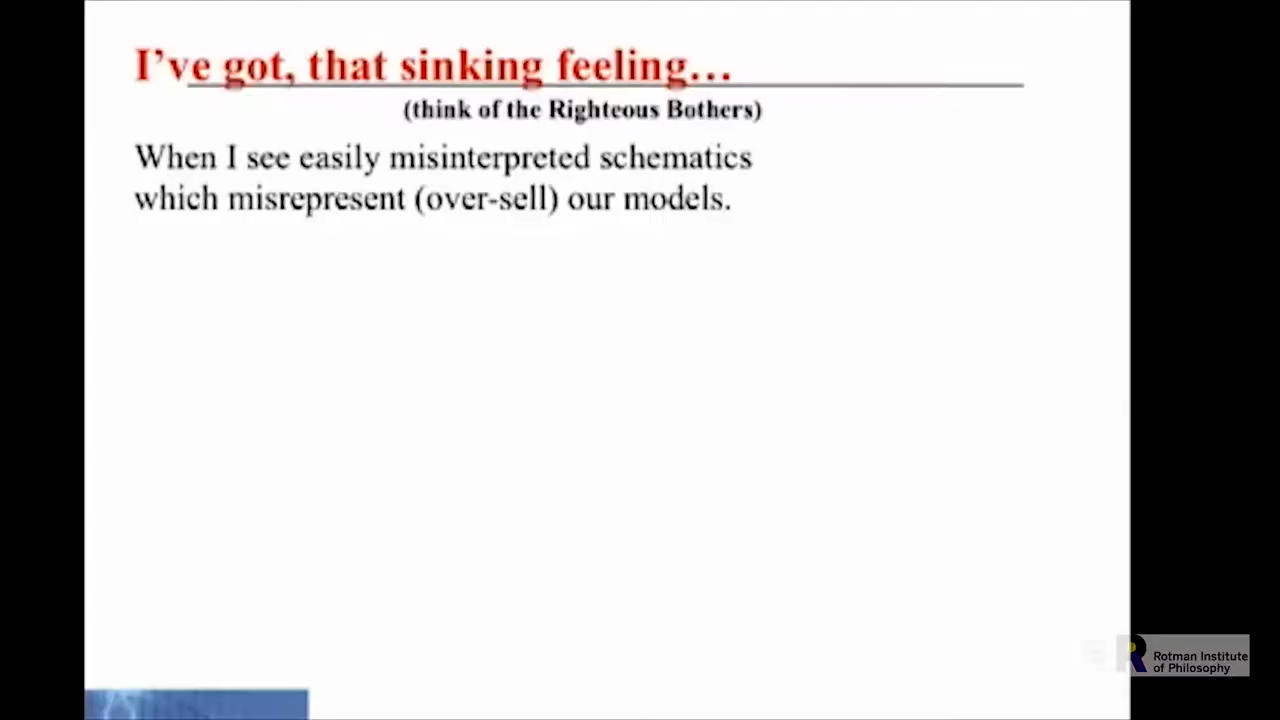 I've got, that sinking feeling…
(think of the Righteous Bothers)
When I see easily misinterpreted schematics
which misrepresent (over-sell) our models.
Rotman Institute
of Philosophy